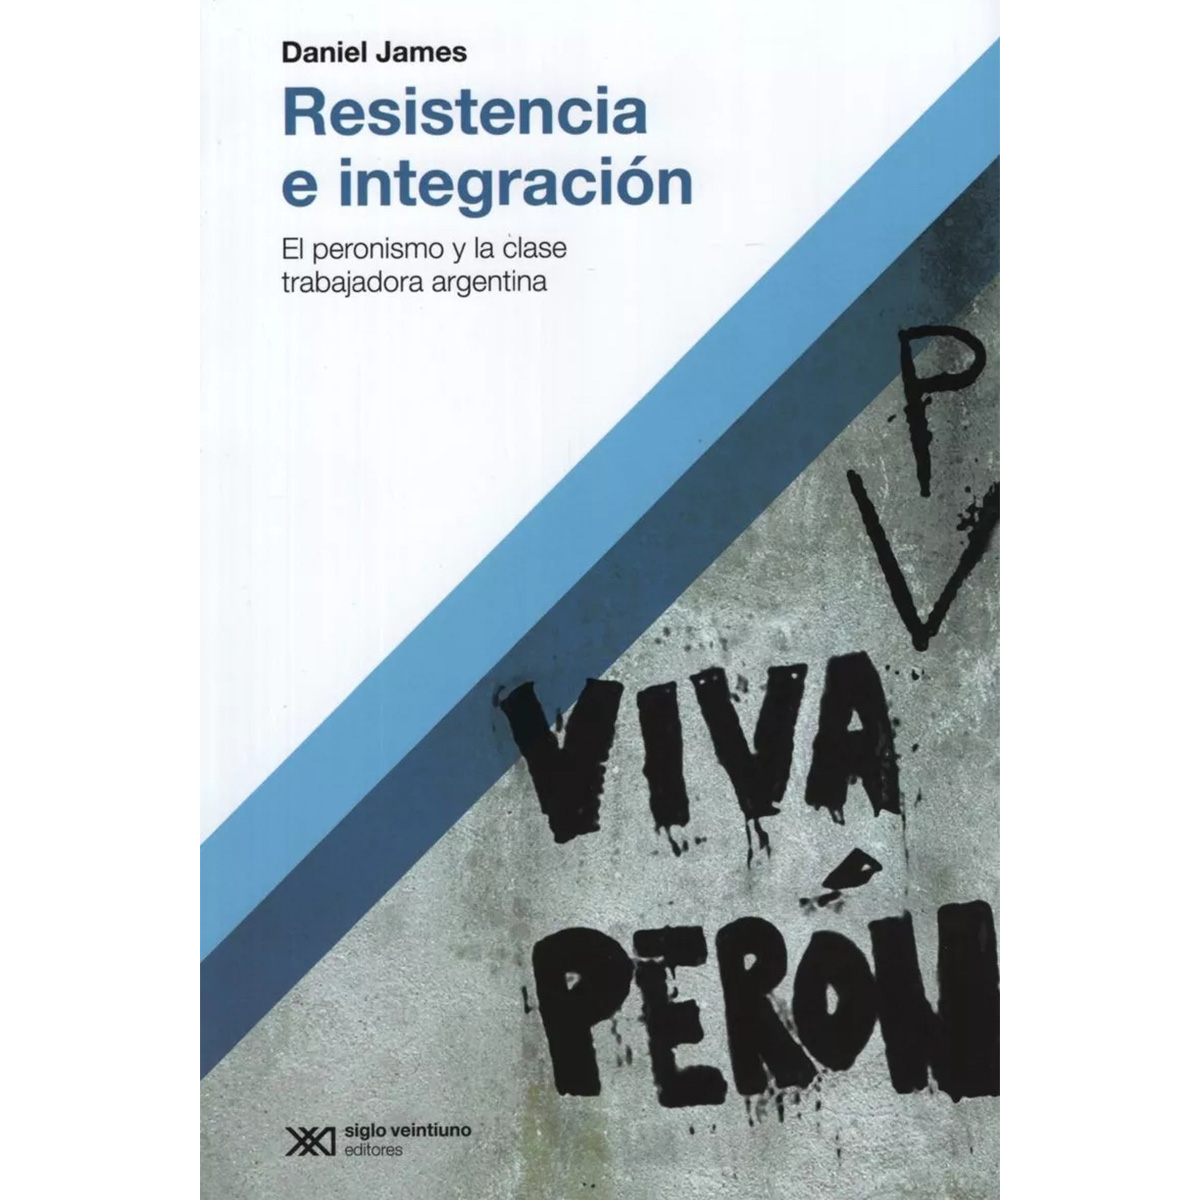 Daniel James
Resistencia
e integración
El peronismo y la clase
trabajadora argentina
P
V
VIVA
PERÓN
siglo veintiuno
editores